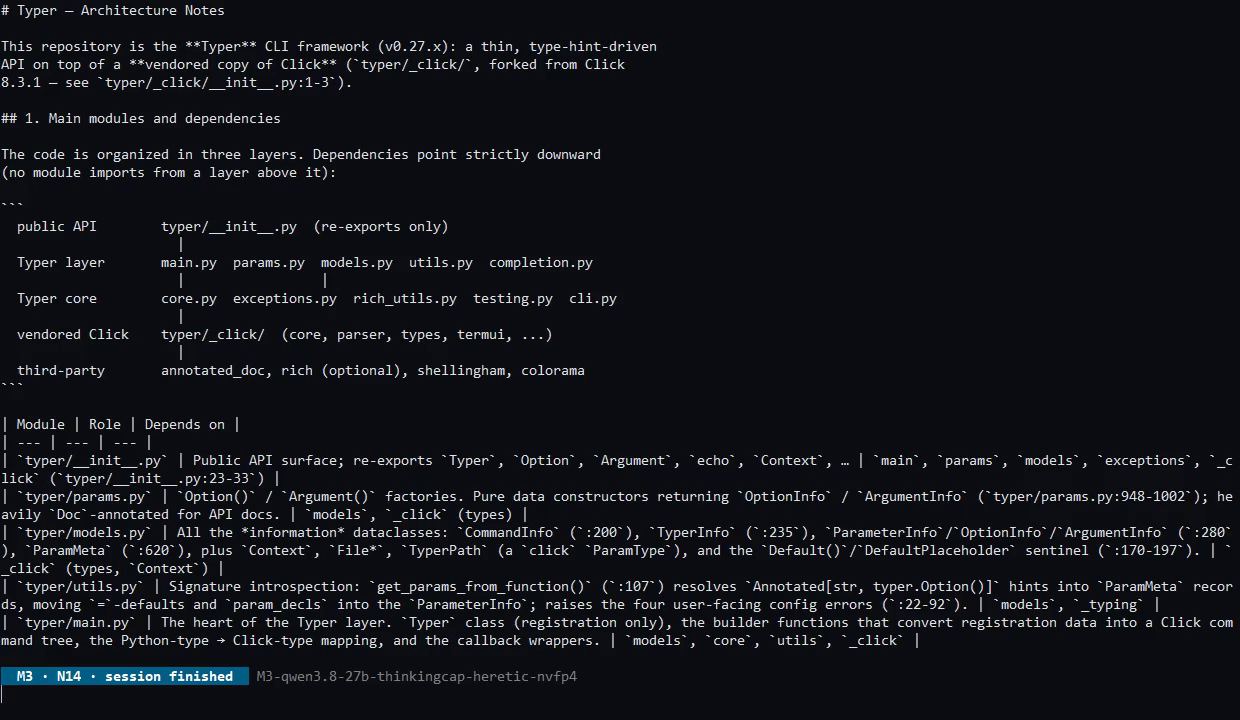 # Typer — Architecture Notes
This repository is the **Typer** CLI framework (v0.27.x): a thin, type-hint-driven
API on top of a **vendored copy of Click** (`typer/_click/`, forked from Click
8.3.1 — see `typer/_click/__init__.py:1-3`).
## 1. Main modules and dependencies
The code is organized in three layers. Dependencies point strictly downward
(no module imports from a layer above it):
```
  public API       typer/__init__.py  (re-exports only)
                      |
  Typer layer      main.py  params.py  models.py  utils.py  completion.py
                      |                 |
  Typer core       core.py  exceptions.py  rich_utils.py  testing.py  cli.py
                      |
  vendored Click   typer/_click/  (core, parser, types, termui, ...)
                      |
  third-party      annotated_doc, rich (optional), shellingham, colorama
```
| Module | Role | Depends on |
| --- | --- | --- |
| `typer/__init__.py` | Public API surface; re-exports `Typer`, `Option`, `Argument`, `echo`, `Context`, … | `main`, `params`, `models`, `exceptions`, `_c
lick` (`typer/__init__.py:23-33`) |
| `typer/params.py` | `Option()` / `Argument()` factories. Pure data constructors returning `OptionInfo` / `ArgumentInfo` (`typer/params.py:948-1002`); he
avily `Doc`-annotated for API docs. | `models`, `_click` (types) |
| `typer/models.py` | All the *information* dataclasses: `CommandInfo` (`:200`), `TyperInfo` (`:235`), `ParameterInfo`/`OptionInfo`/`ArgumentInfo` (`:280`
), `ParamMeta` (`:620`), plus `Context`, `File*`, `TyperPath` (a `click` `ParamType`), and the `Default()`/`DefaultPlaceholder` sentinel (`:170-197`). | `
_click` (types, `Context`) |
| `typer/utils.py` | Signature introspection: `get_params_from_function()` (`:107`) resolves `Annotated[str, typer.Option()]` hints into `ParamMeta` recor
ds, moving `=`-defaults and `param_decls` into the `ParameterInfo`; raises the four user-facing config errors (`:22-92`). | `models`, `_typing` |
| `typer/main.py` | The heart of the Typer layer. `Typer` class (registration only), the builder functions that convert registration data into a Click com
mand tree, the Python-type → Click-type mapping, and the callback wrappers. | `models`, `core`, `utils`, `_click` |
M3 · N14 · session finished M3-qwen3.8-27b-thinkingcap-heretic-nvfp4